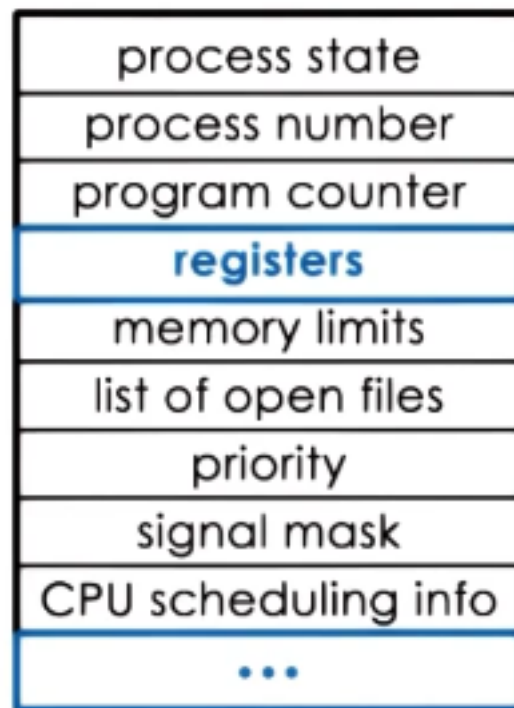 process state
process number
program counter
registers
memory limits
list of open files
priority
signal mask
CPU scheduling info
...